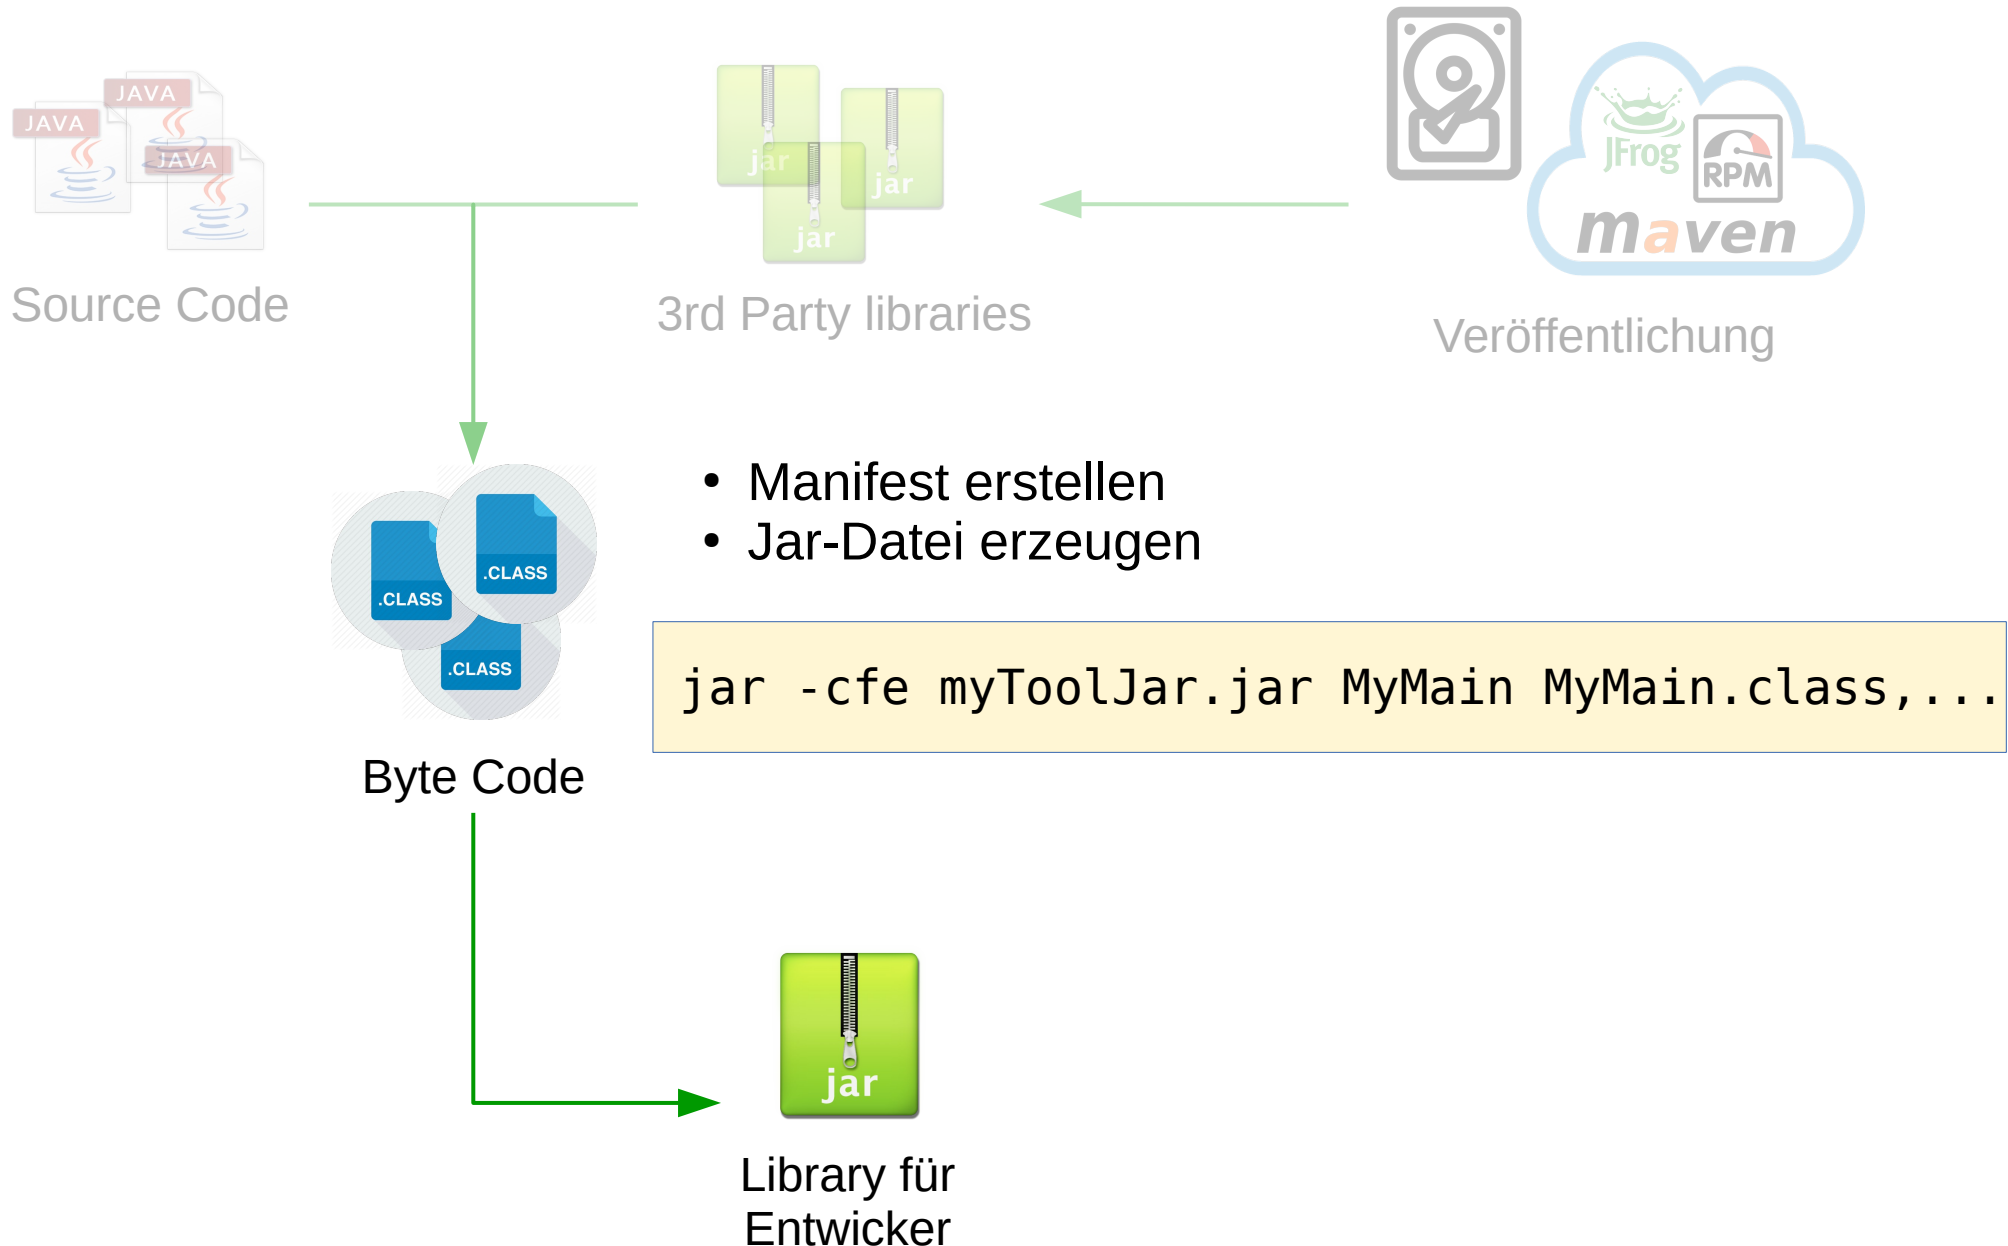 JAVA
JAVA
JAVA
Source Code
jar
jar
jar
3rd Party libraries
JFrog
RPM
maven
Veröffentlichung
• Manifest erstellen
• Jar-Datei erzeugen
.CLASS
.CLASS
.CLASS
jar -cfe myToolJar.jar MyMain MyMain.class,...
Byte Code
jar
Library für
Entwicker